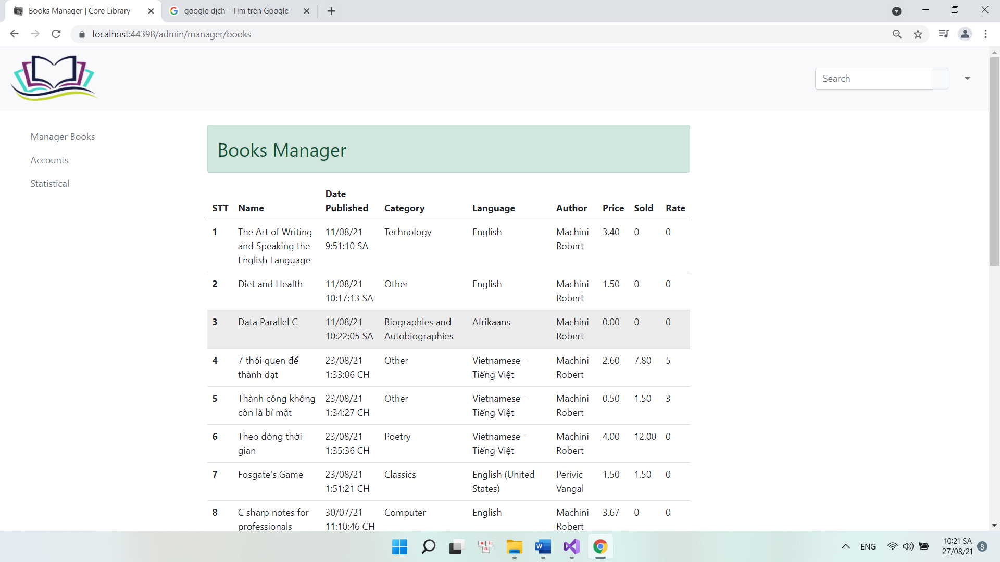 Books Manager | Core Library
google dịch - Tìm trên Google
localhost:44398/admin/manager/books
Search
Manager Books
Accounts
Statistical
Books Manager
STT Name Date Published Category Language Author Price Sold Rate
1 The Art of Writing and Speaking the English Language 11/08/21 9:51:10 SA Technology English Machini Robert 3.40 0 0
2 Diet and Health 11/08/21 10:17:13 SA Other English Machini Robert 1.50 0 0
3 Data Parallel C 11/08/21 10:22:05 SA Biographies and Autobiographies Afrikaans Machini Robert 0.00 0 0
4 7 thói quen để thành đạt 23/08/21 1:33:06 CH Other Vietnamese - Tiếng Việt Machini Robert 2.60 7.80 5
5 Thành công không còn là bí mật 23/08/21 1:34:27 CH Other Vietnamese - Tiếng Việt Machini Robert 0.50 1.50 3
6 Theo dòng thời gian 23/08/21 1:35:36 CH Poetry Vietnamese - Tiếng Việt Machini Robert 4.00 12.00 0
7 Fosgate's Game 23/08/21 1:51:21 CH Classics English (United States) Perivic Vangal 1.50 1.50 0
8 C sharp notes for professionals 30/07/21 11:10:46 CH Computer English Machini Robert 3.67 0 0
ENG
10:21 SA
27/08/21
8